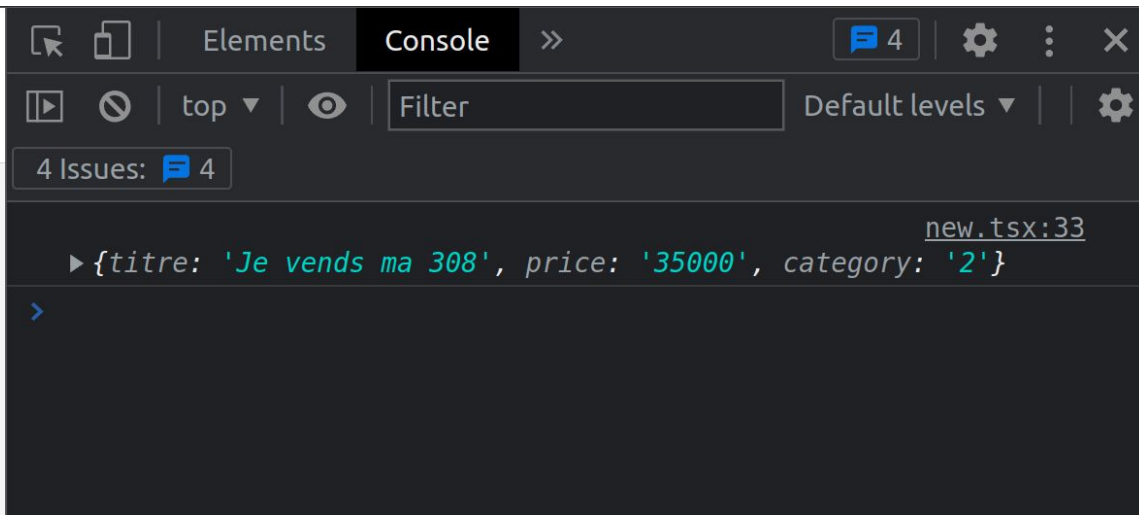 Elements Console 4
top Filter Default levels
4 Issues: 4
new.tsx:33
{titre: 'Je vends ma 308', price: '35000', category: '2'}